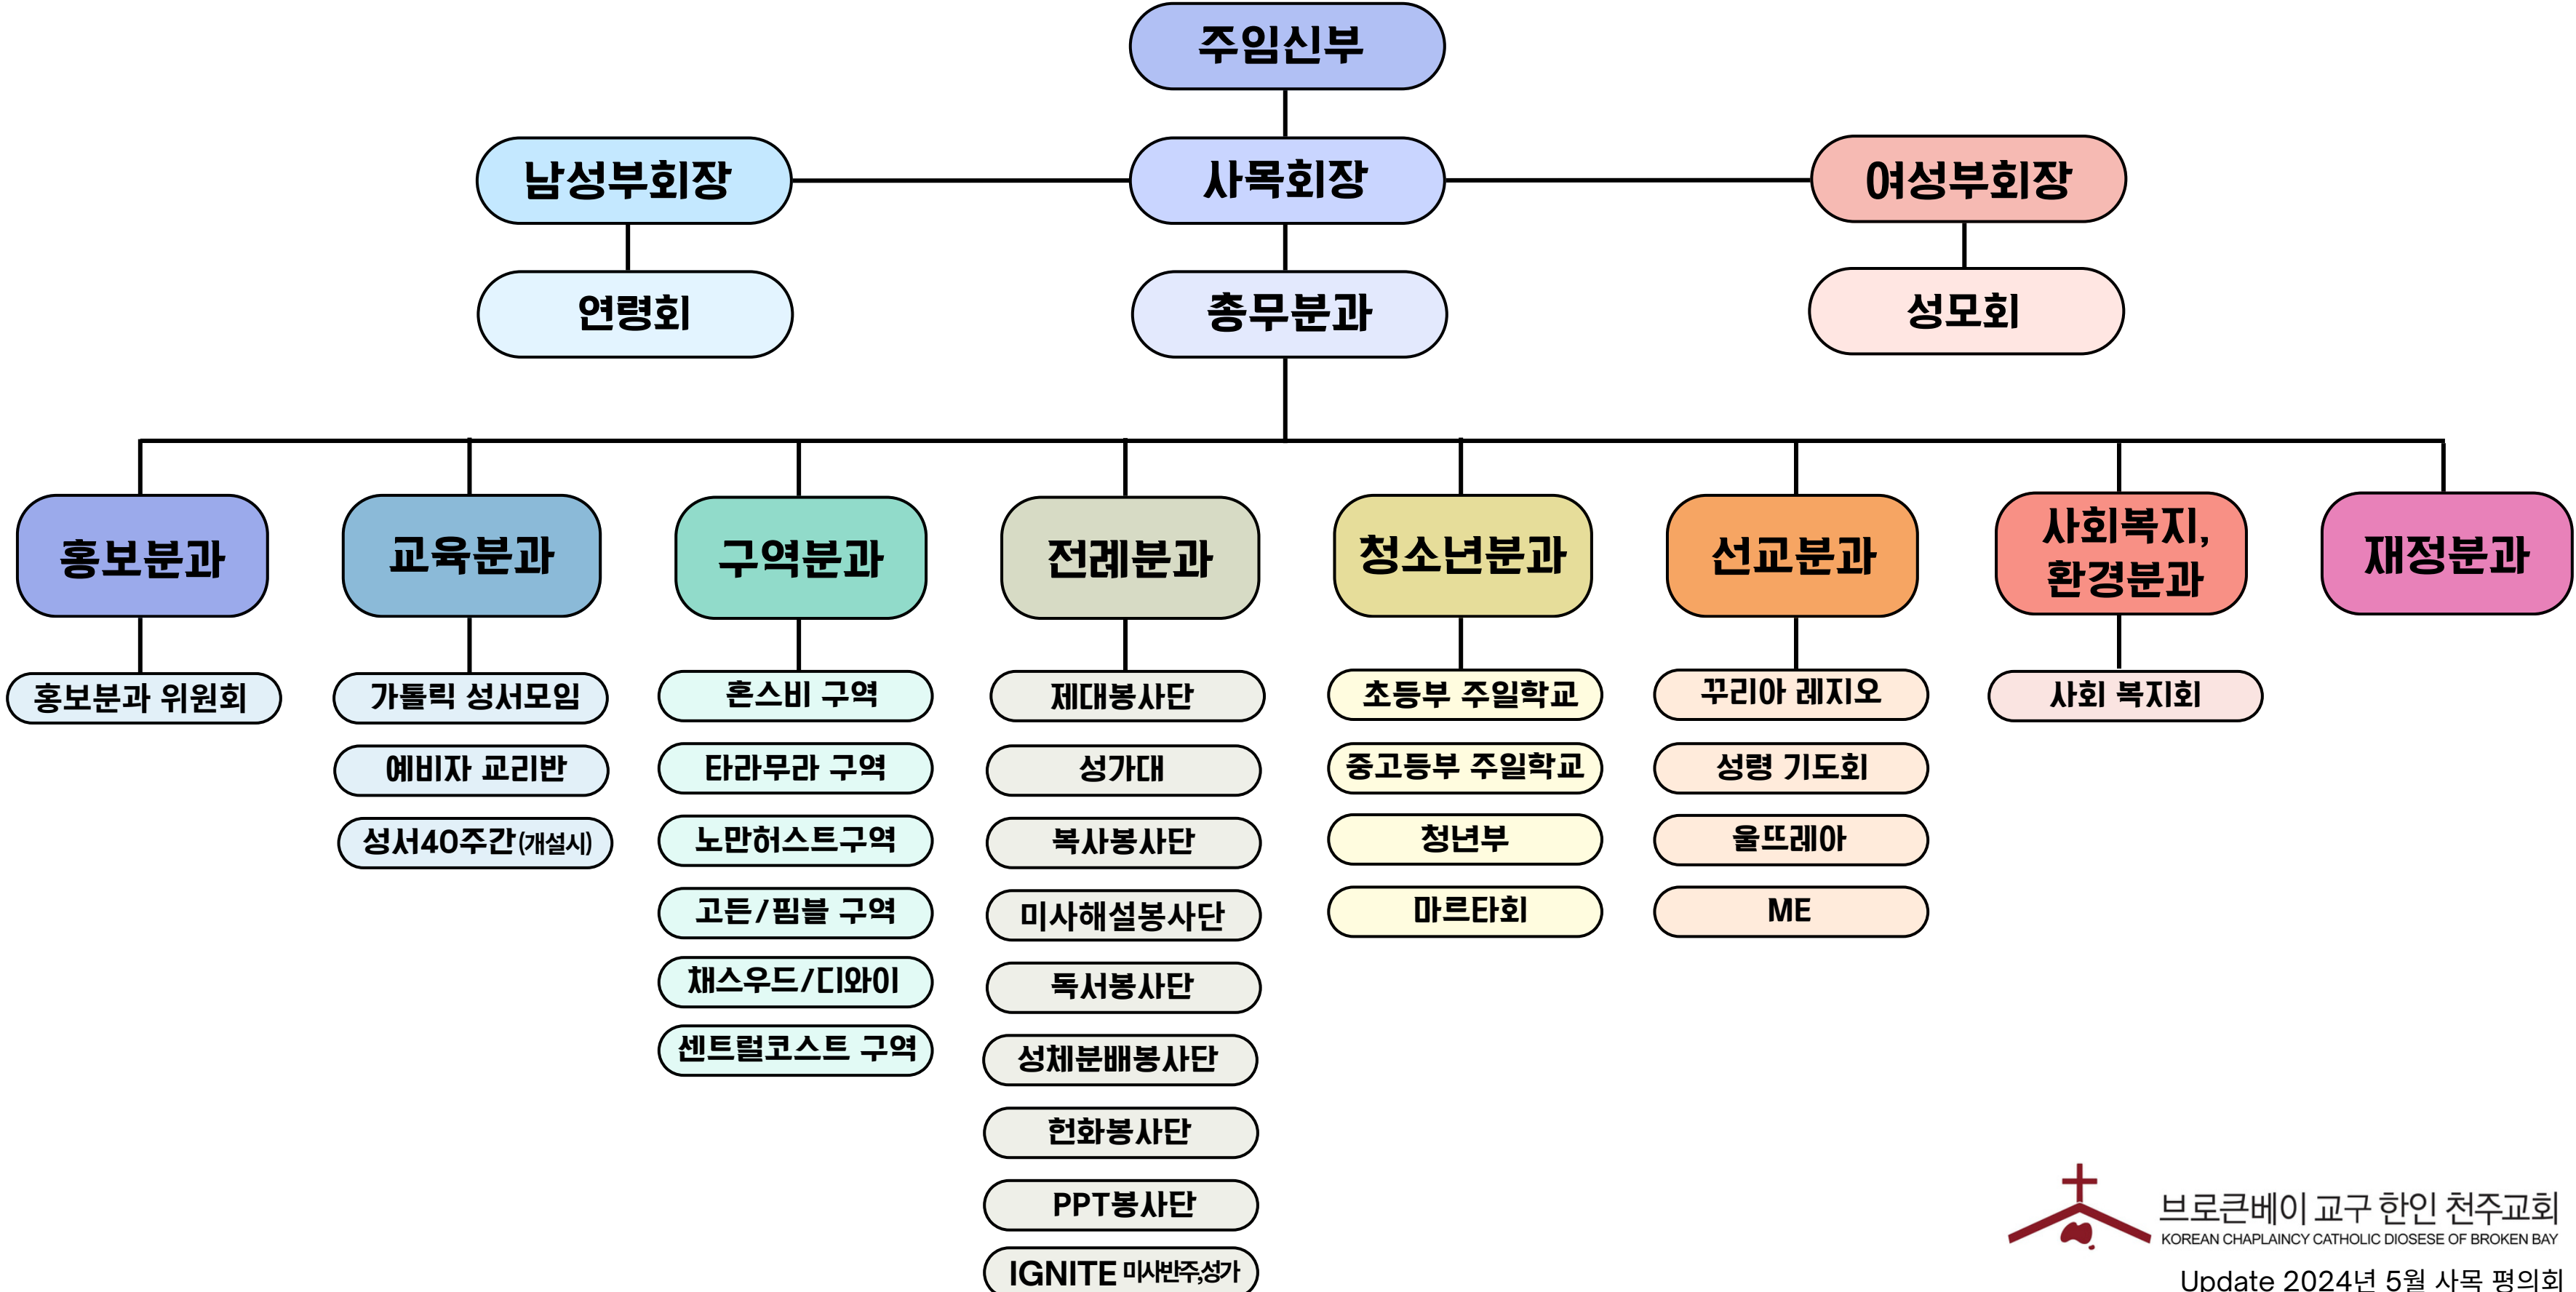 주임신부
남성부회장
사목회장
여성부회장
연령회
총무분과
성모회
홍보분과
교육분과
구역분과
전례분과
청소년분과
선교분과
사회복지,
환경분과
재정분과
홍보분과 위원회
가톨릭 성서모임
예비자 교리반
성서40주간(개설시)
혼스비 구역
타라무라 구역
노만허스트구역
고든/핌블 구역
채스우드/디와이
센트럴코스트 구역
제대봉사단
성가대
복사봉사단
미사해설봉사단
독서봉사단
성체분배봉사단
헌화봉사단
PPT봉사단
IGNITE 미사반주,성가
초등부 주일학교
중고등부 주일학교
청년부
마르타회
꾸리아 레지오
성령 기도회
울뜨레아
ME
사회 복지회
브로큰베이 교구 한인 천주교회
KOREAN CHAPLAINCY CATHOLIC DIOSESE OF BROKEN BAY
Update 2024년 5월 사목 평의회